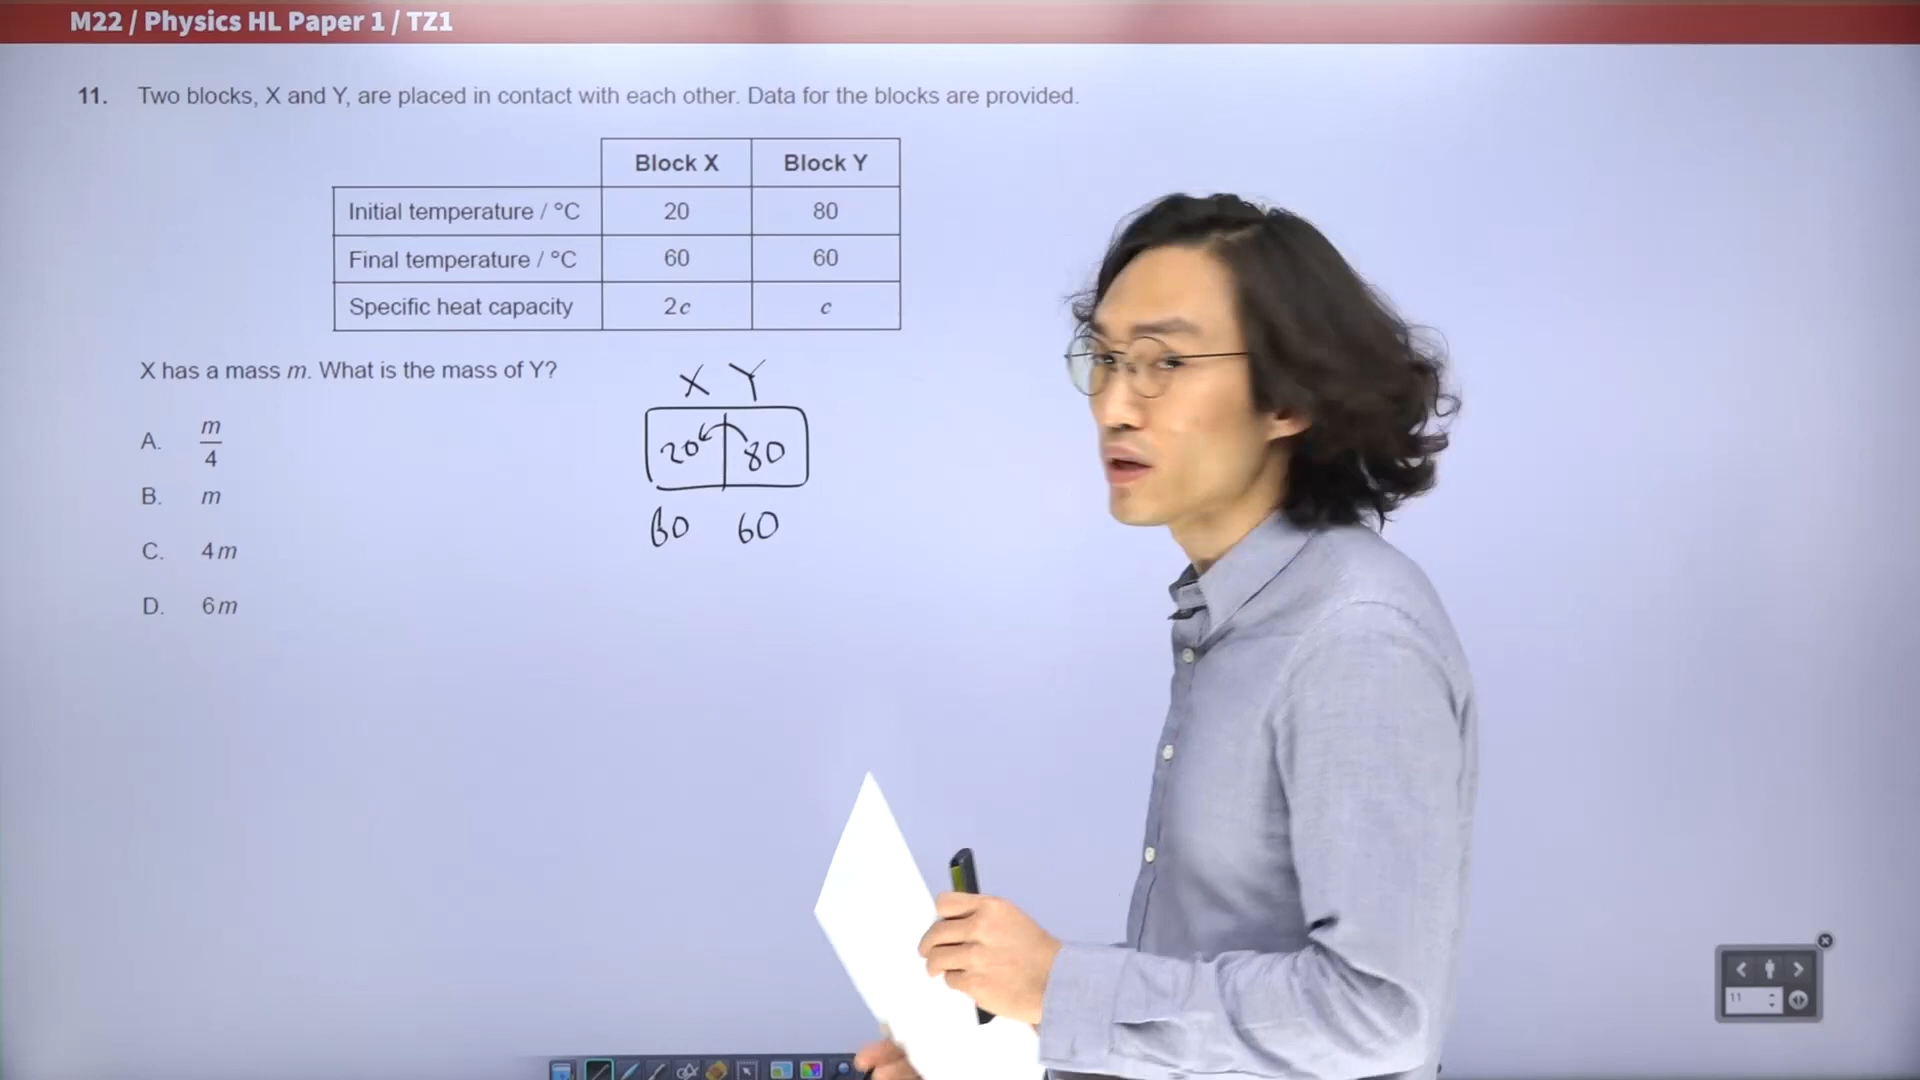 M22 / Physics HL Paper 1 / TZ1
11. Two blocks, X and Y, are placed in contact with each other. Data for the blocks are provided.
Block X Block Y
Initial temperature / °C 20 80
Final temperature / °C 60 60
Specific heat capacity 2c c
X has a mass m. What is the mass of Y?
X Y
20 80
60 60
A. m/4
B. m
C. 4m
D. 6m
11